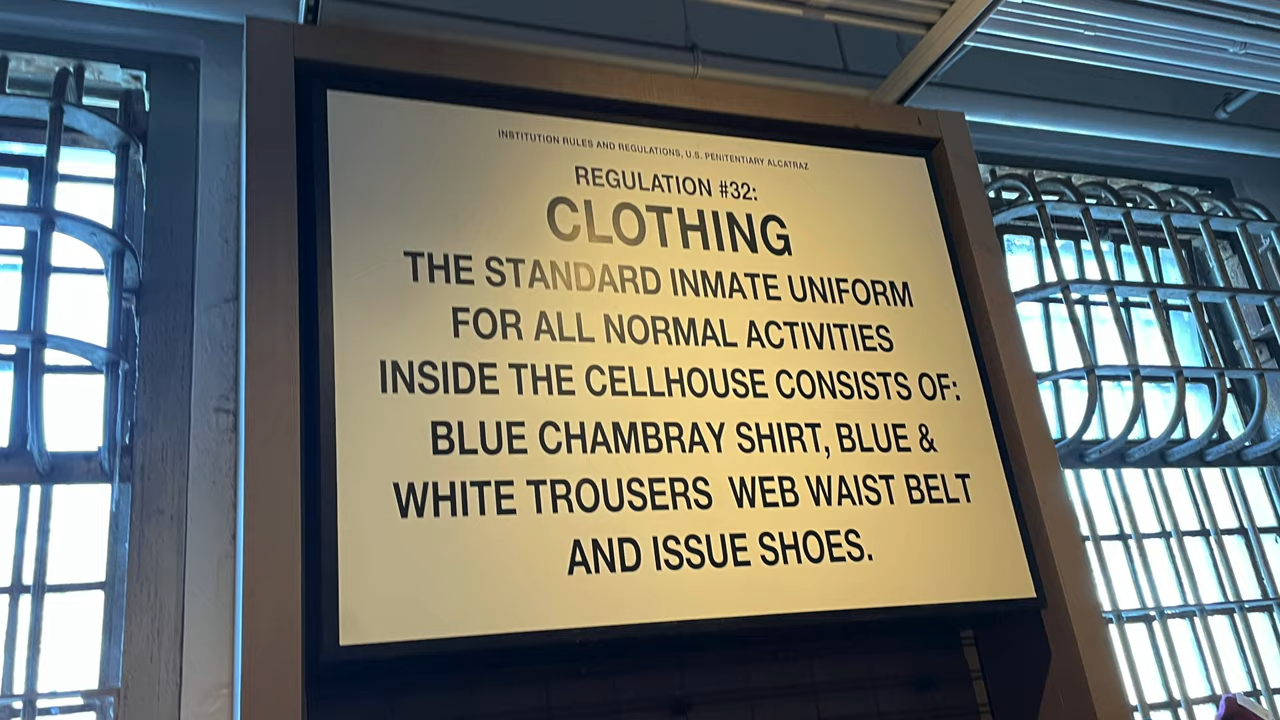 INSTITUTION RULES AND REGULATIONS, U.S. PENITENTIARY ALCATRAZ
REGULATION #32:
CLOTHING
THE STANDARD INMATE UNIFORM
FOR ALL NORMAL ACTIVITIES
INSIDE THE CELLHOUSE CONSISTS OF:
BLUE CHAMBRAY SHIRT, BLUE &
WHITE TROUSERS WEB WAIST BELT
AND ISSUE SHOES.